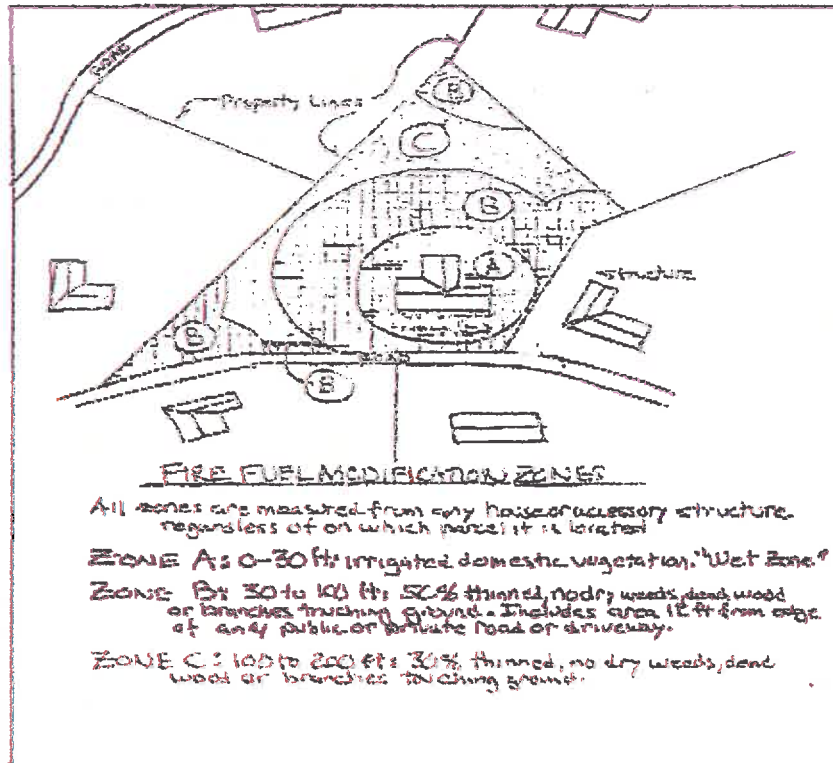 ROAD
Property Lines
B
C
B
A
Structure
B
ROAD
B
FIRE FUEL MODIFICATION ZONES
All zones are measured from any house or accessory structure
regardless of on which parcel it is located
ZONE A: 0-30 ft: irrigated domestic vegetation. "Wet Zone."
ZONE B: 30 to 100 ft: 50% thinned, no dry weeds, dead wood
or branches touching ground. Includes area 12 ft from edge
of any public or private road or driveway.
ZONE C: 100 to 200 ft: 30% thinned, no dry weeds, dead
wood or branches touching ground.